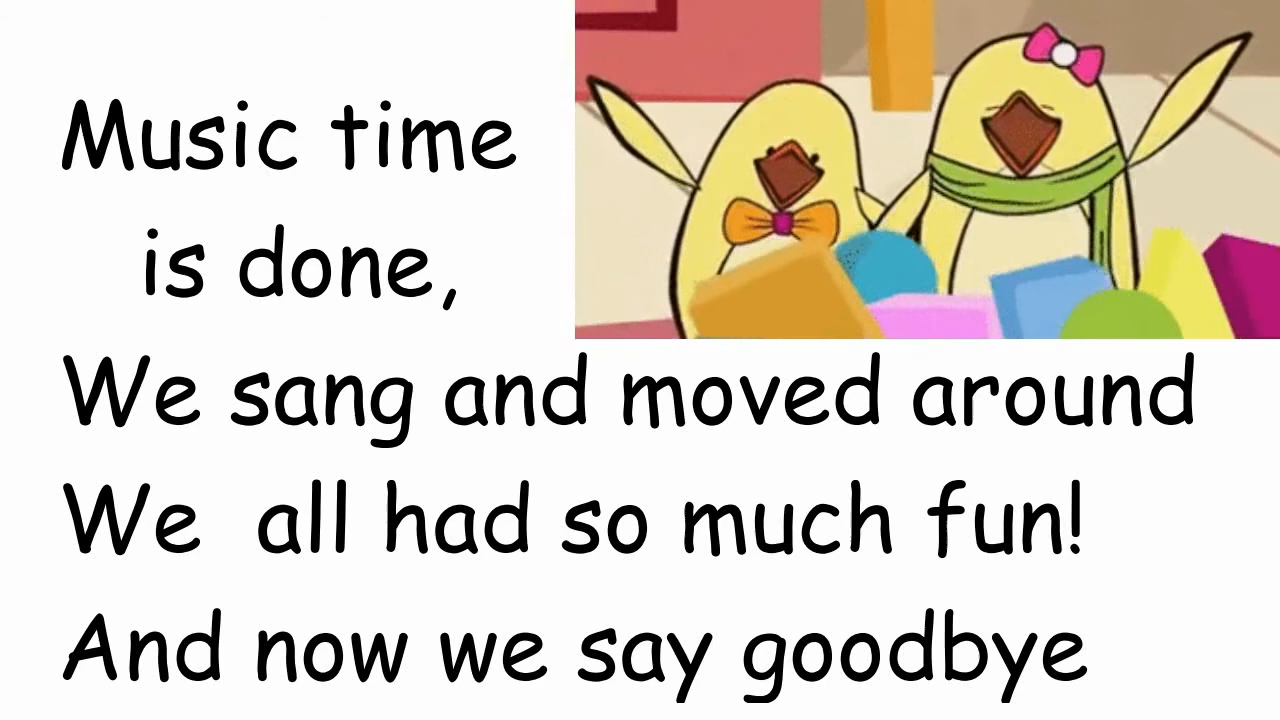 Music time
is done,
We sang and moved around
We all had so much fun!
And now we say goodbye